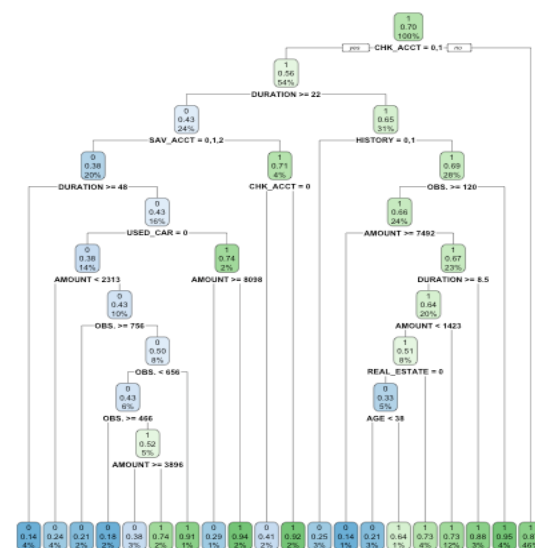 1
0.70
100%
yes CHK_ACCT = 0,1 no
1
0.56
54%
DURATION >= 22
0
0.43
24%
1
0.65
31%
SAV_ACCT = 0,1,2
HISTORY = 0,1
0
0.38
20%
1
0.71
4%
1
0.69
28%
DURATION >= 48
CHK_ACCT = 0
OBS. >= 120
0
0.43
16%
1
0.66
24%
USED_CAR = 0
AMOUNT >= 7492
0
0.38
14%
1
0.74
2%
1
0.67
23%
AMOUNT < 2313
AMOUNT >= 8098
DURATION >= 8.5
0
0.43
10%
1
0.64
20%
OBS. >= 756
AMOUNT < 1423
0
0.50
8%
1
0.51
8%
OBS. < 656
REAL_ESTATE = 0
0
0.43
6%
0
0.33
5%
OBS. >= 466
AGE < 38
1
0.52
5%
AMOUNT >= 3896
0 0 0 0 0 1 1 0 1 0 1 0 0 0 1 1 1 1 1 1
0.14 0.24 0.21 0.18 0.38 0.74 0.91 0.29 0.94 0.41 0.92 0.25 0.14 0.21 0.64 0.73 0.73 0.88 0.95
4% 4% 2% 2% 3% 2% 1% 1% 2% 2% 2% 3% 1% 3% 1% 4% 12% 2% 4% 46%